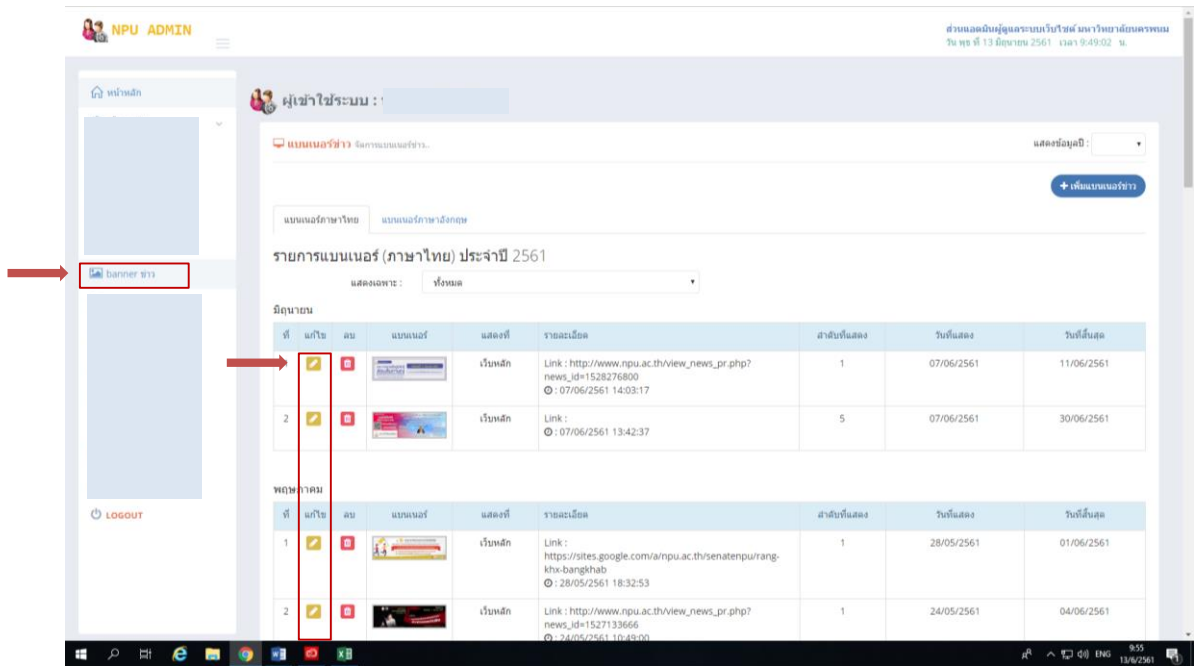 NPU ADMIN
ส่วนแอดมินผู้ดูแลระบบเว็บไซต์ มหาวิทยาลัยนครพนม
วัน พุธ ที่ 13 มิถุนายน 2561 เวลา 9:49:02 น.
หน้าหลัก
ผู้เข้าใช้ระบบ :
แบนเนอร์ข่าว จัดการแบนเนอร์ข่าว..
แสดงข้อมูลปี :
เพิ่มแบนเนอร์ข่าว
แบนเนอร์ภาษาไทย แบนเนอร์ภาษาอังกฤษ
รายการแบนเนอร์ (ภาษาไทย) ประจำปี 2561
banner ข่าว
แสดงเฉพาะ : ทั้งหมด
มิถุนายน
ที่ แก้ไข ลบ แบนเนอร์ แสดงที่ รายละเอียด ลำดับที่แสดง วันที่แสดง วันที่สิ้นสุด
เว็บหลัก Link : http://www.npu.ac.th/view_news_pr.php? 1 07/06/2561 11/06/2561
news_id=1528276800
: 07/06/2561 14:03:17
2 เว็บหลัก Link : 5 07/06/2561 30/06/2561
: 07/06/2561 13:42:37
พฤษภาคม
ที่ แก้ไข ลบ แบนเนอร์ แสดงที่ รายละเอียด ลำดับที่แสดง วันที่แสดง วันที่สิ้นสุด
LOGOUT
1 เว็บหลัก Link : 1 28/05/2561 01/06/2561
https://sites.google.com/a/npu.ac.th/senatenpu/rang-
khx-bangkhab
: 28/05/2561 18:32:53
2 เว็บหลัก Link : http://www.npu.ac.th/view_news_pr.php? 1 24/05/2561 04/06/2561
news_id=1527133666
: 24/05/2561 10:49:00
ENG 9:55
13/6/2561